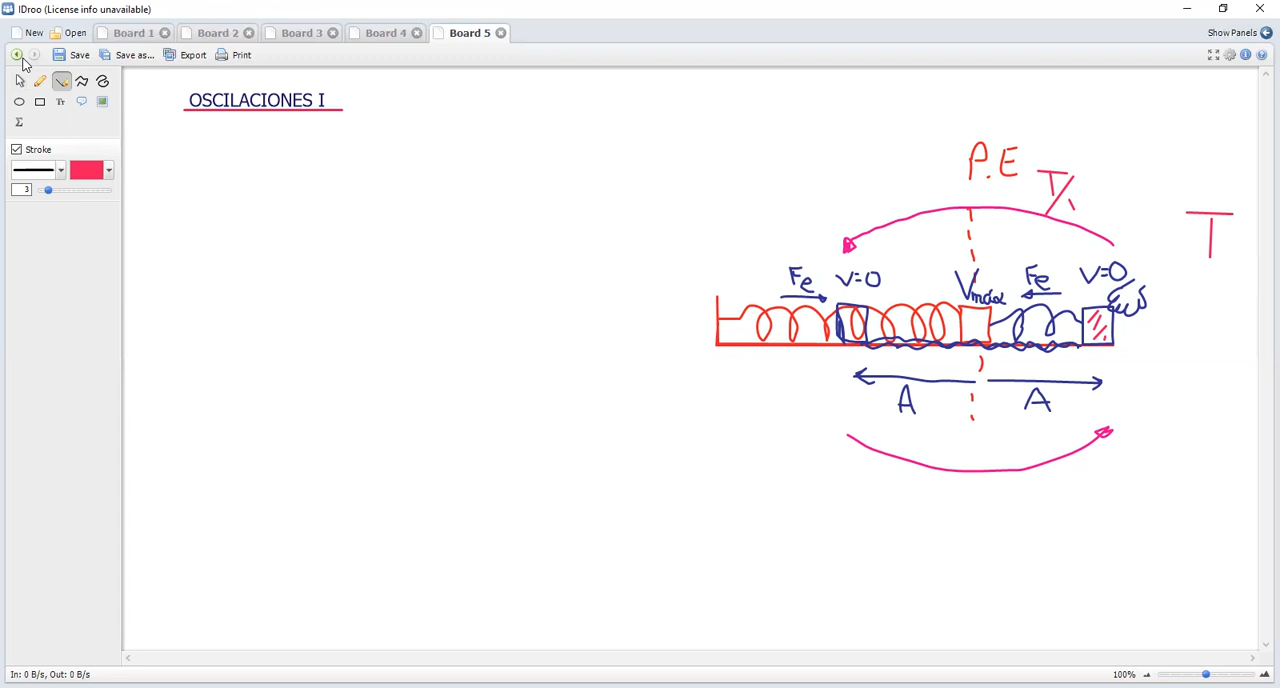 IDroo (License info unavailable)
New Open Board 1 Board 2 Board 3 Board 4 Board 5 Show Panels
Save Save as... Export Print
Tr
Σ
Stroke
3
OSCILACIONES I
P.E
T
Fe v=0 Vmáx Fe v=0
A A
In: 0 B/s, Out: 0 B/s 100%